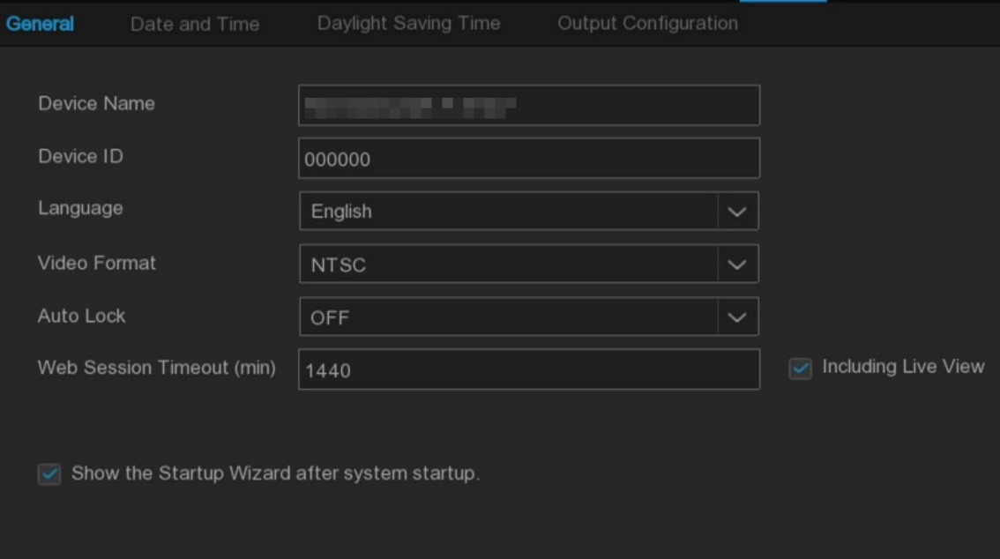 General Date and Time Daylight Saving Time Output Configuration
Device Name
Device ID 000000
Language English
Video Format NTSC
Auto Lock OFF
Web Session Timeout (min) 1440 Including Live View
Show the Startup Wizard after system startup.